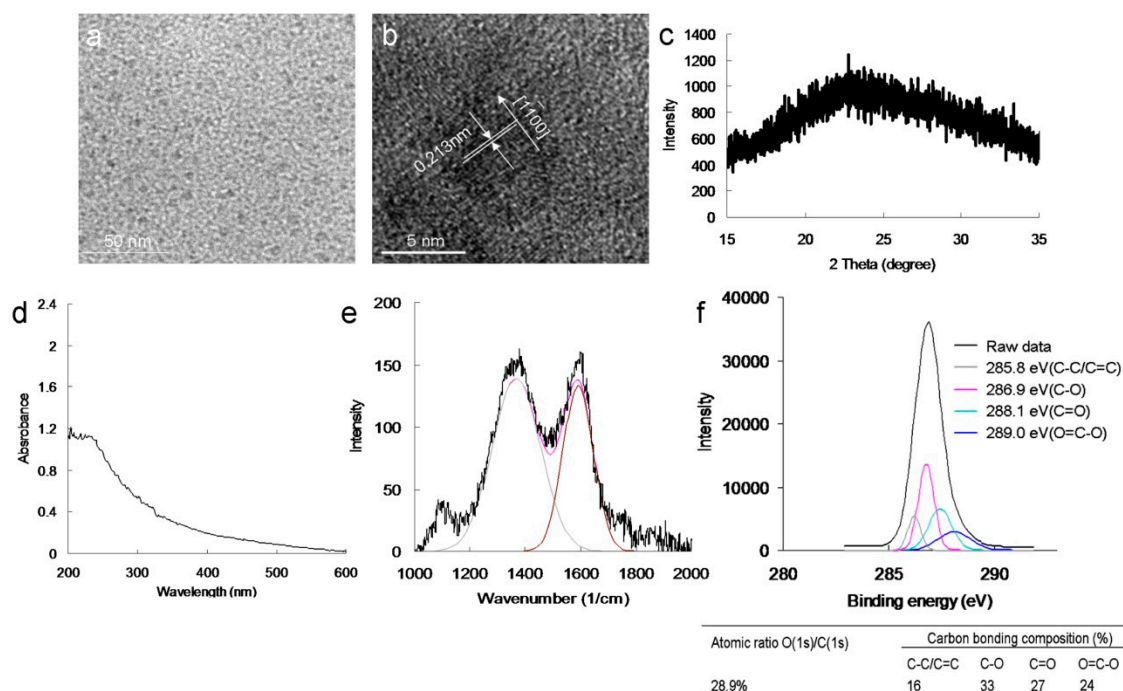 a
50 nm
b
0.213nm
[11̄00]
5 nm
c
Intensity
1400
1200
1000
800
600
400
200
0
15 20 25 30 35
2 Theta (degree)
d
Absrobance
2.4
2
1.6
1.2
0.8
0.4
0
200 300 400 500 600
Wavelength (nm)
e
Intensity
200
150
100
50
0
1000 1200 1400 1600 1800 2000
Wavenumber (1/cm)
f
Intensity
40000
30000
20000
10000
0
280 285 290
Binding energy (eV)
Raw data
285.8 eV(C-C/C=C)
286.9 eV(C-O)
288.1 eV(C=O)
289.0 eV(O=C-O)
Atomic ratio O(1s)/C(1s) Carbon bonding composition (%)
C-C/C=C C-O C=O O=C-O
28.9% 16 33 27 24